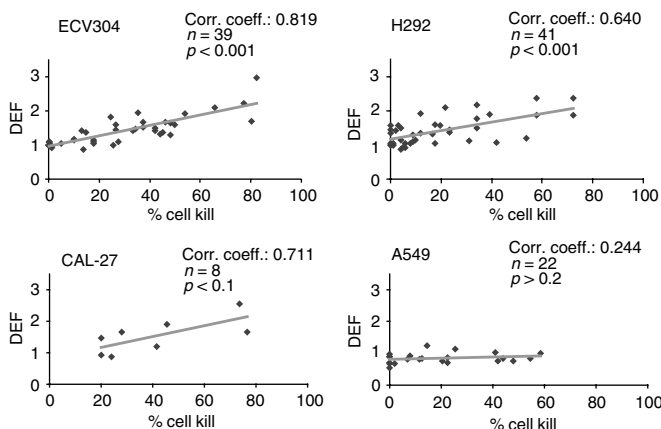 ECV304
Corr. coeff.: 0.819
n = 39
p < 0.001
DEF
3
2
1
0
0 20 40 60 80 100
% cell kill
H292
Corr. coeff.: 0.640
n = 41
p < 0.001
DEF
3
2
1
0
0 20 40 60 80 100
% cell kill
CAL-27
Corr. coeff.: 0.711
n = 8
p < 0.1
DEF
3
2
1
0
0 20 40 60 80 100
% cell kill
A549
Corr. coeff.: 0.244
n = 22
p > 0.2
DEF
3
2
1
0
0 20 40 60 80 100
% cell kill